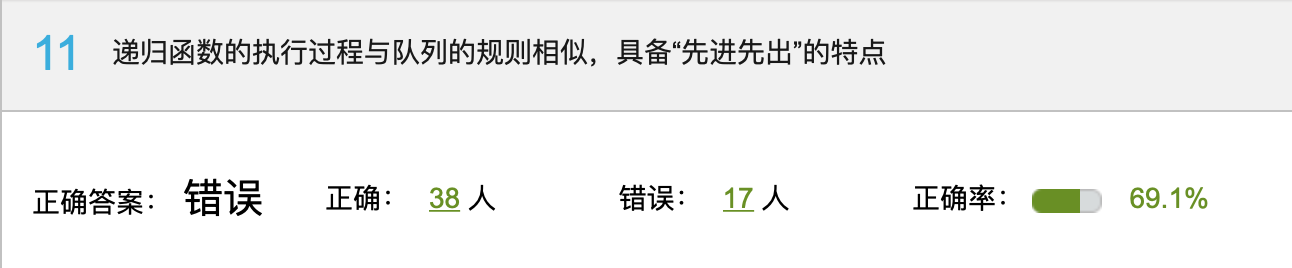 11 递归函数的执行过程与队列的规则相似，具备“先进先出”的特点
正确答案： 错误 正确： 38 人 错误： 17 人 正确率： 69.1%